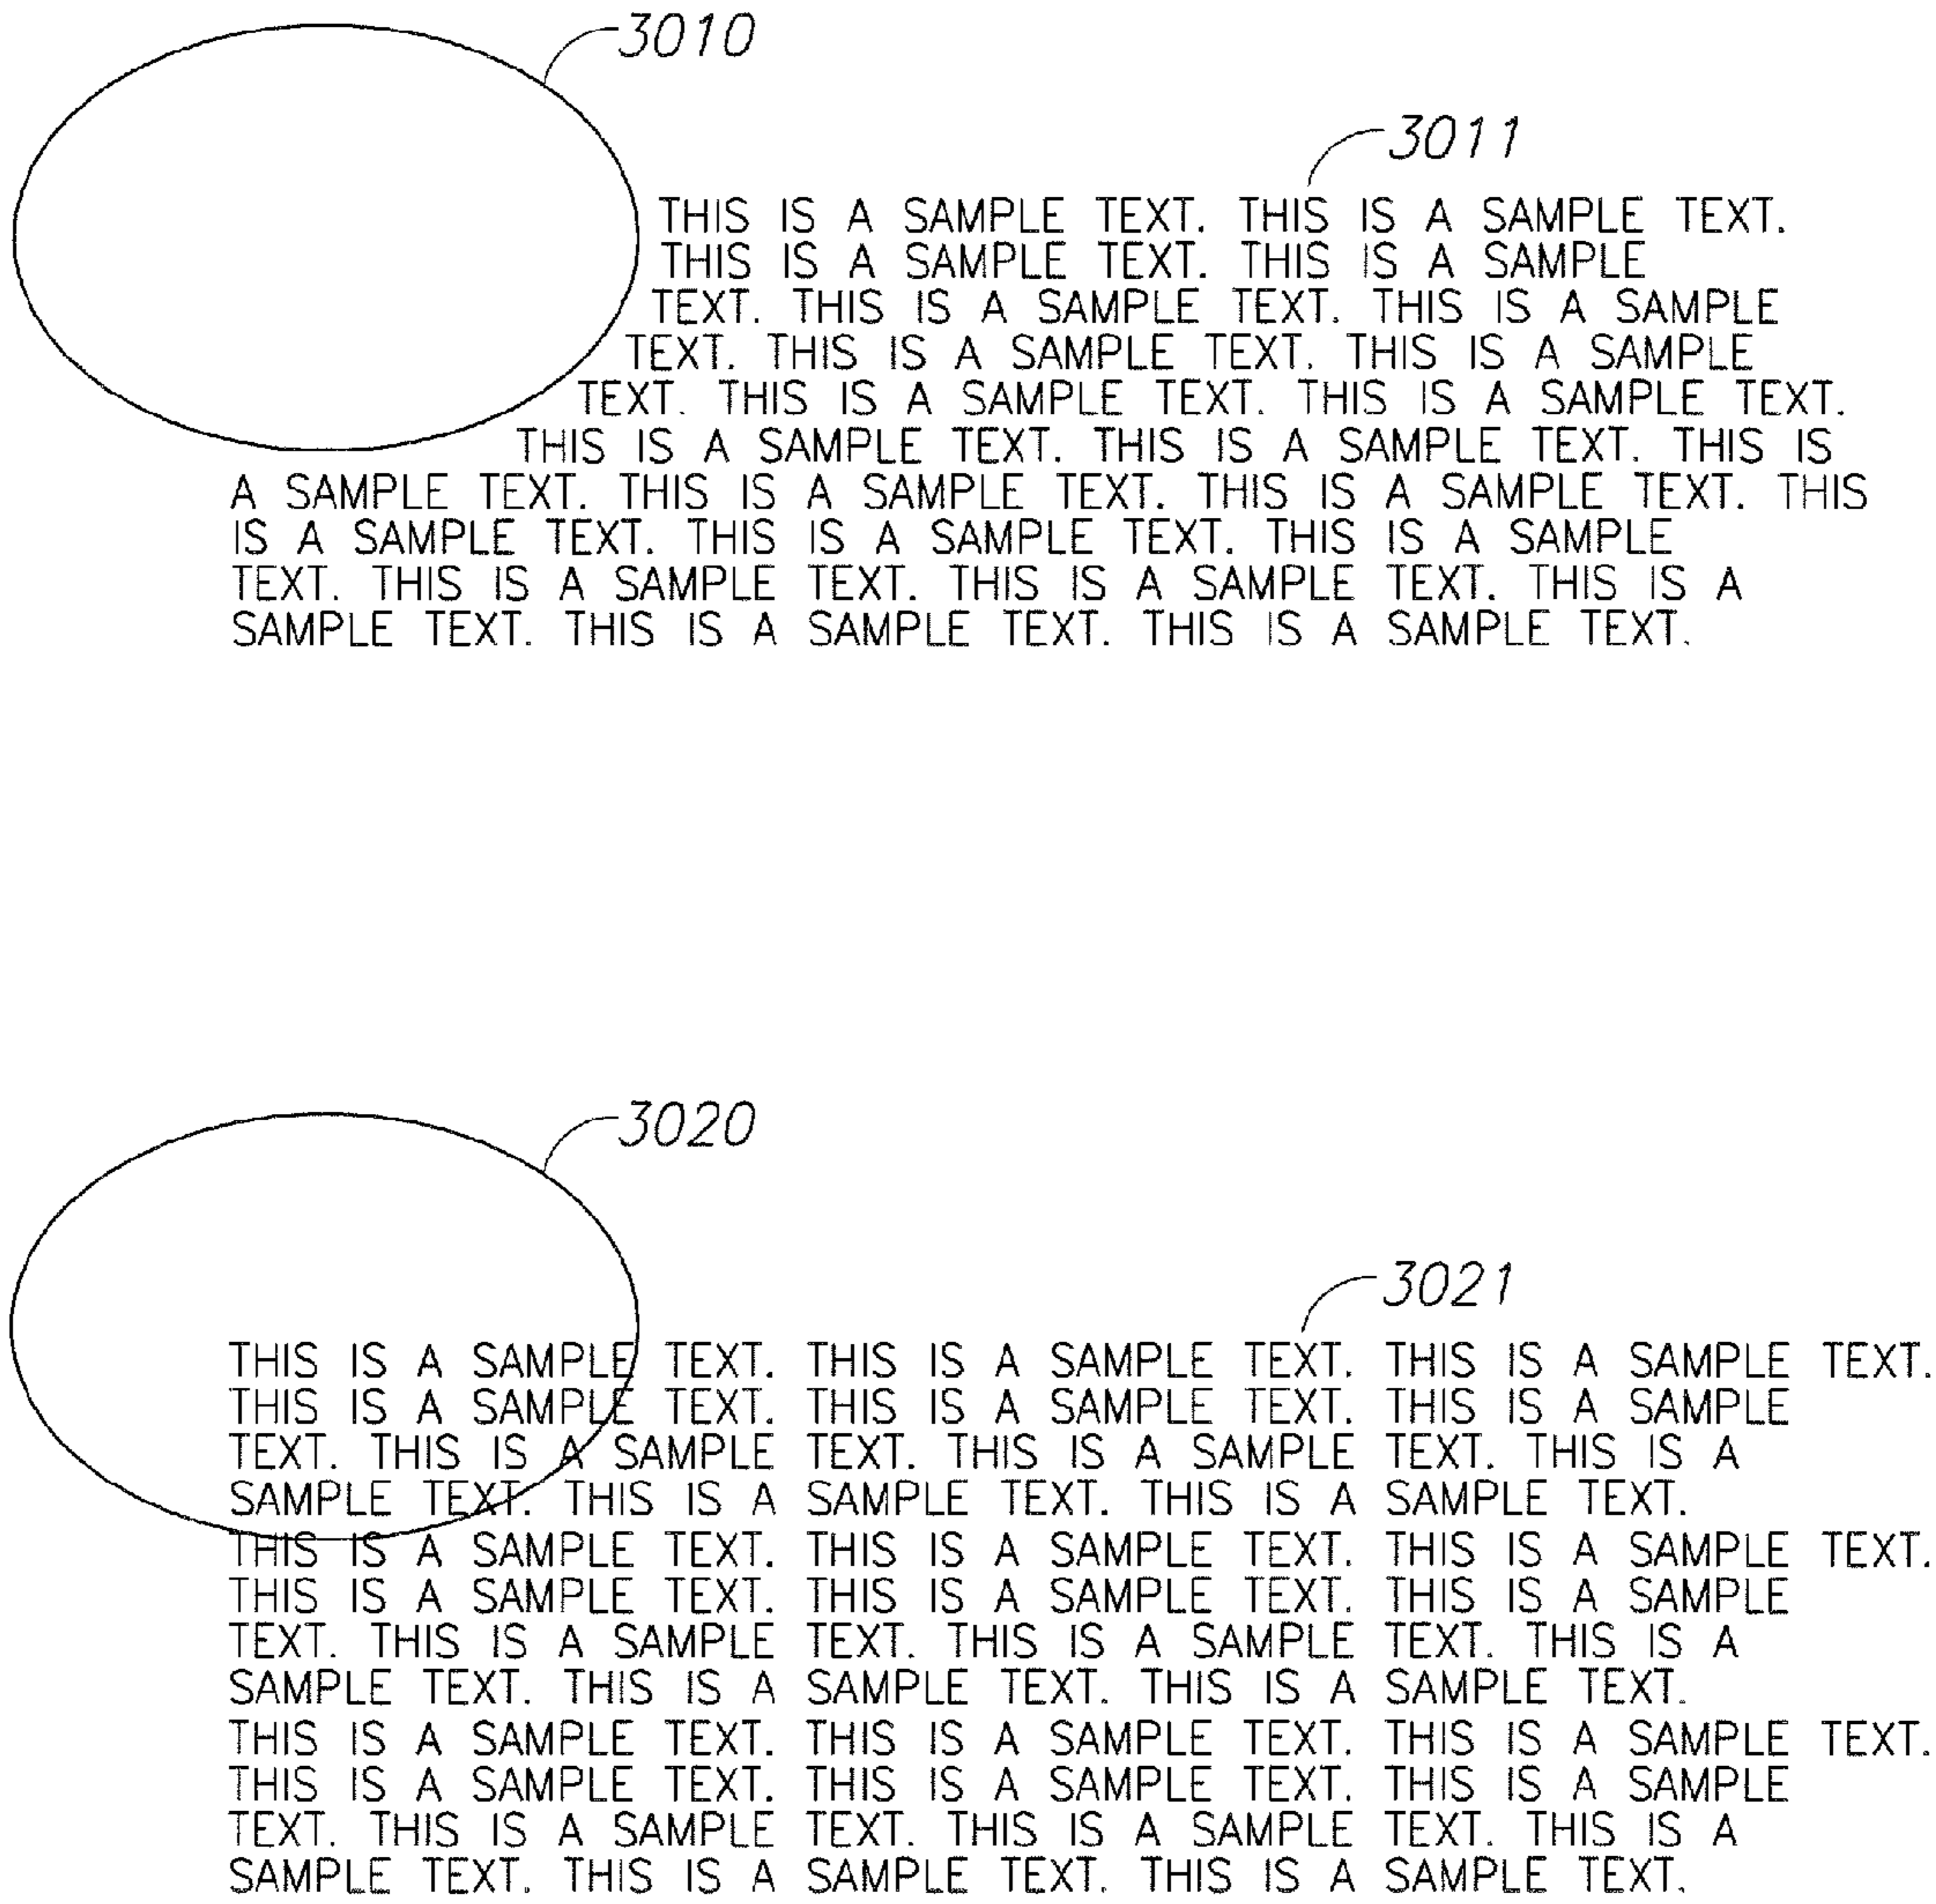 3010
3011
THIS IS A SAMPLE TEXT. THIS IS A SAMPLE TEXT.
THIS IS A SAMPLE TEXT. THIS IS A SAMPLE
TEXT. THIS IS A SAMPLE TEXT. THIS IS A SAMPLE
TEXT. THIS IS A SAMPLE TEXT. THIS IS A SAMPLE
TEXT. THIS IS A SAMPLE TEXT. THIS IS A SAMPLE TEXT.
THIS IS A SAMPLE TEXT. THIS IS A SAMPLE TEXT. THIS IS
A SAMPLE TEXT. THIS IS A SAMPLE TEXT. THIS IS A SAMPLE TEXT. THIS
IS A SAMPLE TEXT. THIS IS A SAMPLE TEXT. THIS IS A SAMPLE
TEXT. THIS IS A SAMPLE TEXT. THIS IS A SAMPLE TEXT. THIS IS A
SAMPLE TEXT. THIS IS A SAMPLE TEXT. THIS IS A SAMPLE TEXT.
3020
3021
THIS IS A SAMPLE TEXT. THIS IS A SAMPLE TEXT. THIS IS A SAMPLE TEXT.
THIS IS A SAMPLE TEXT. THIS IS A SAMPLE TEXT. THIS IS A SAMPLE
TEXT. THIS IS A SAMPLE TEXT. THIS IS A SAMPLE TEXT. THIS IS A
SAMPLE TEXT. THIS IS A SAMPLE TEXT. THIS IS A SAMPLE TEXT.
THIS IS A SAMPLE TEXT. THIS IS A SAMPLE TEXT. THIS IS A SAMPLE TEXT.
THIS IS A SAMPLE TEXT. THIS IS A SAMPLE TEXT. THIS IS A SAMPLE
TEXT. THIS IS A SAMPLE TEXT. THIS IS A SAMPLE TEXT. THIS IS A
SAMPLE TEXT. THIS IS A SAMPLE TEXT. THIS IS A SAMPLE TEXT.
THIS IS A SAMPLE TEXT. THIS IS A SAMPLE TEXT. THIS IS A SAMPLE TEXT.
THIS IS A SAMPLE TEXT. THIS IS A SAMPLE TEXT. THIS IS A SAMPLE
TEXT. THIS IS A SAMPLE TEXT. THIS IS A SAMPLE TEXT. THIS IS A
SAMPLE TEXT. THIS IS A SAMPLE TEXT. THIS IS A SAMPLE TEXT.